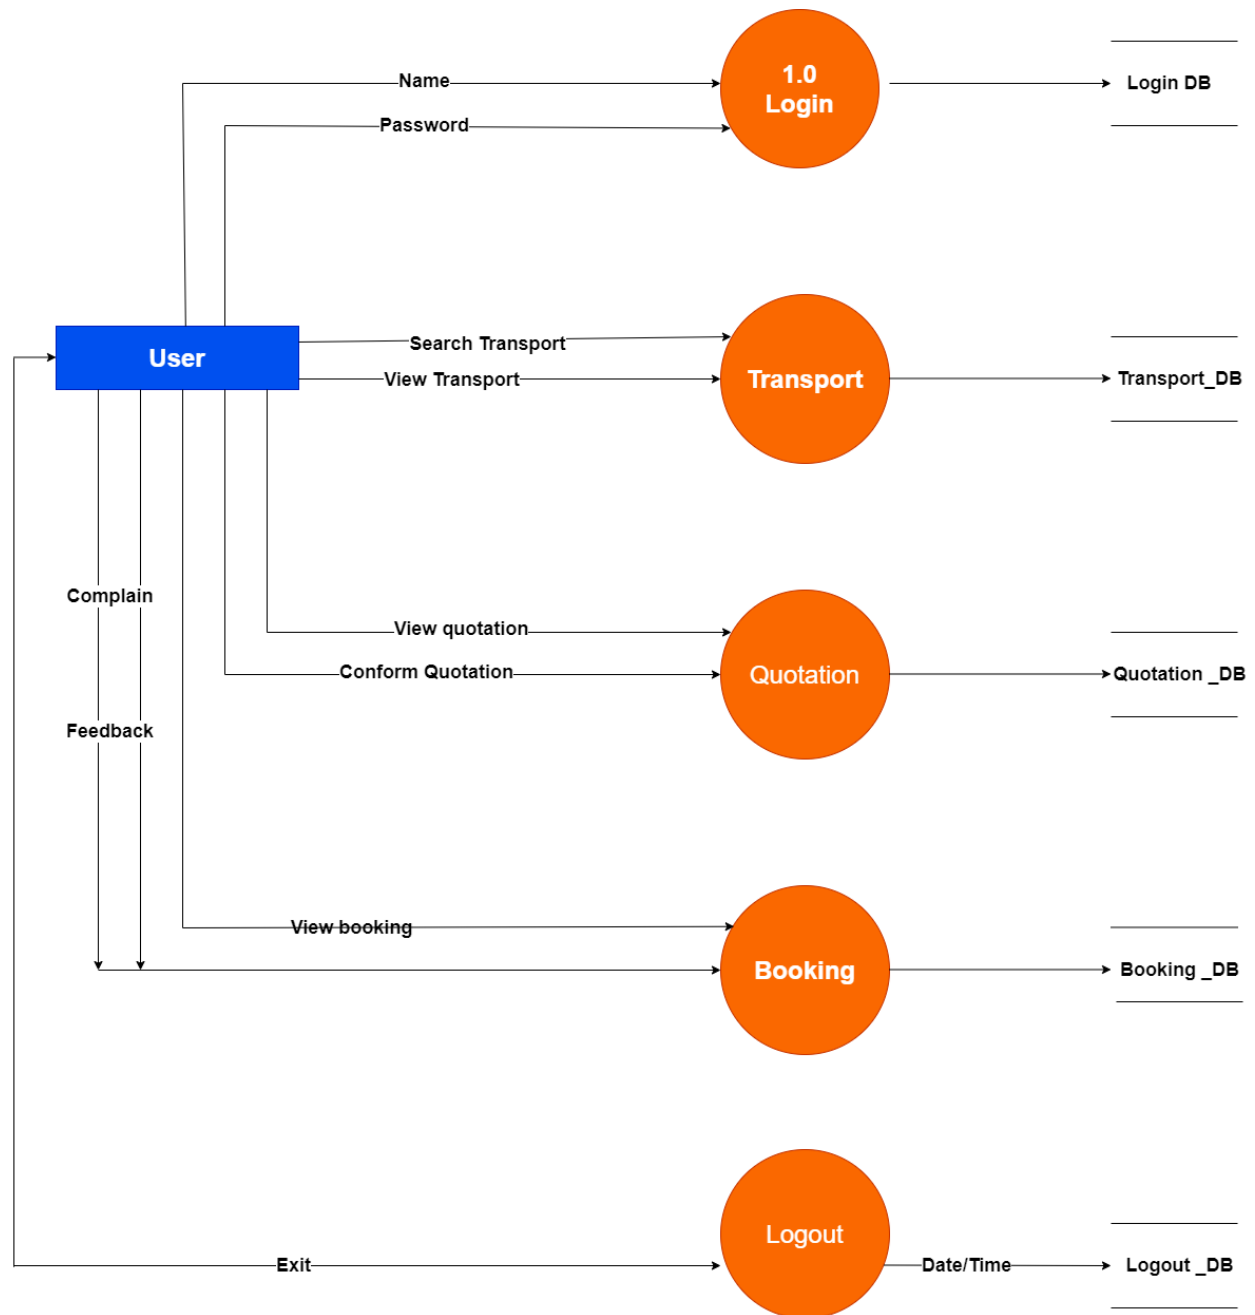 Name
1.0
Login
Login DB
Password
User
Search Transport
View Transport
Transport
Transport_DB
Complain
View quotation
Conform Quotation
Quotation
Quotation _DB
Feedback
View booking
Booking
Booking _DB
Logout
Exit
Date/Time
Logout _DB